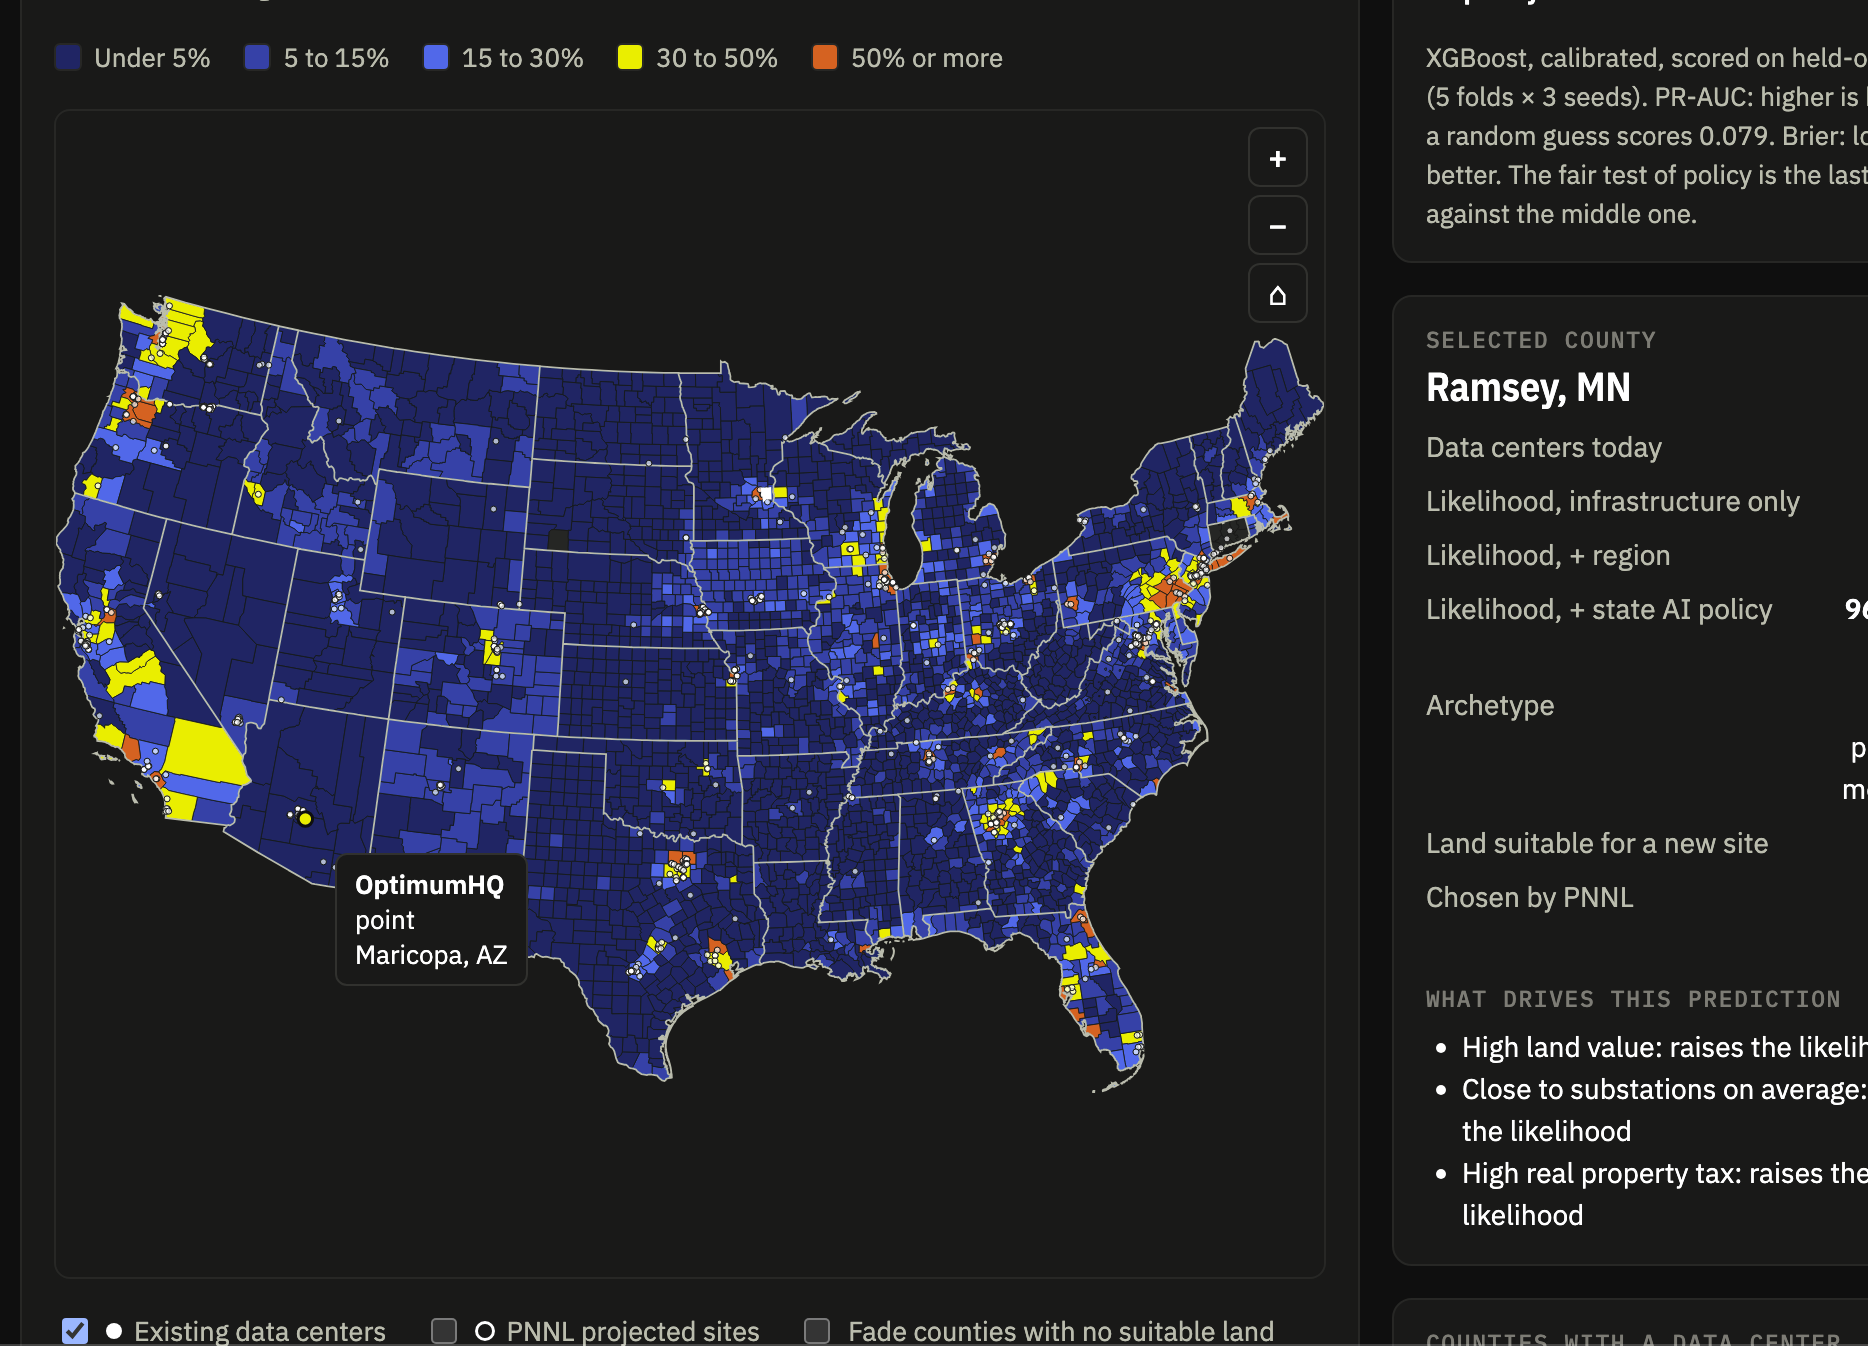 Under 5%
5 to 15%
15 to 30%
30 to 50%
50% or more
+
−
OptimumHQ
point
Maricopa, AZ
Existing data centers
PNNL projected sites
Fade counties with no suitable land
XGBoost, calibrated, scored on held-o
(5 folds × 3 seeds). PR-AUC: higher is
a random guess scores 0.079. Brier: lo
better. The fair test of policy is the last
against the middle one.
SELECTED COUNTY
Ramsey, MN
Data centers today
Likelihood, infrastructure only
Likelihood, + region
Likelihood, + state AI policy 96
Archetype
p
m
Land suitable for a new site
Chosen by PNNL
WHAT DRIVES THIS PREDICTION
• High land value: raises the likelih
• Close to substations on average:
the likelihood
• High real property tax: raises the
likelihood
COUNTIES WITH A DATA CENTER